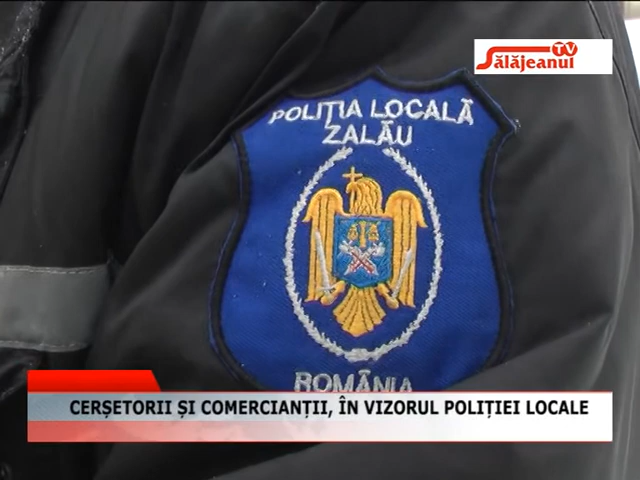 Sălăjeanul TV
POLIȚIA LOCALĂ
ZALĂU
ROMÂNIA
CERȘETORII ȘI COMERCIANȚII, ÎN VIZORUL POLIȚIEI LOCALE